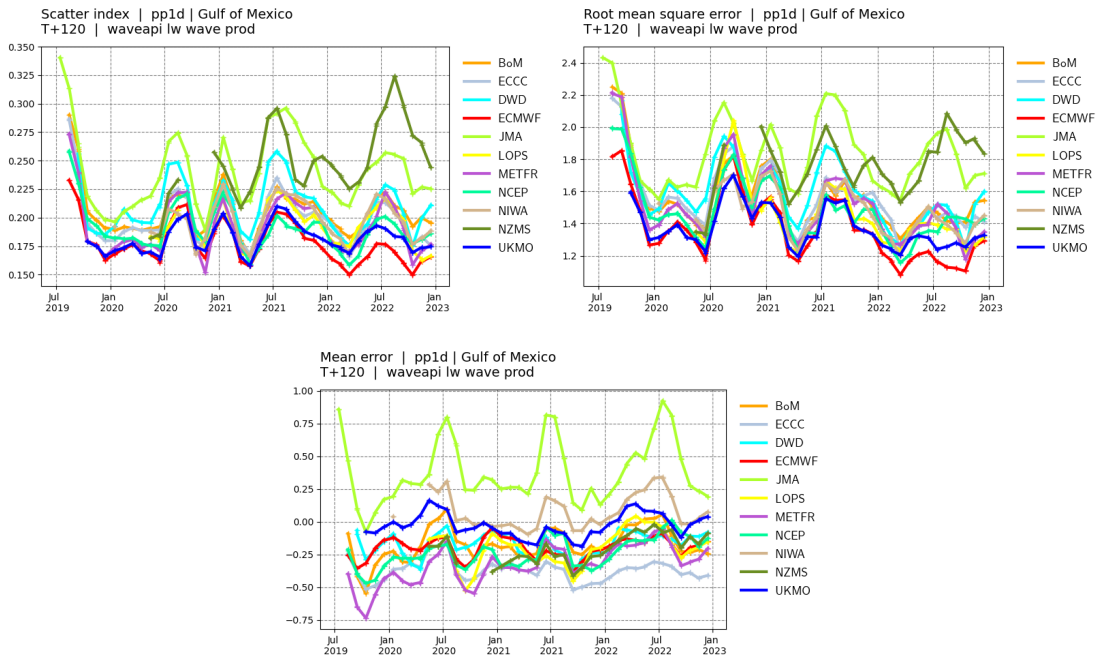 Scatter index | pp1d | Gulf of Mexico
T+120 | waveapi lw wave prod
0.350
0.325
0.300
0.275
0.250
0.225
0.200
0.175
0.150
Jul
2019
Jan
2020
Jul
2020
Jan
2021
Jul
2021
Jan
2022
Jul
2022
Jan
2023
BoM
ECCC
DWD
ECMWF
JMA
LOPS
METFR
NCEP
NIWA
NZMS
UKMO
Root mean square error | pp1d | Gulf of Mexico
T+120 | waveapi lw wave prod
2.4
2.2
2.0
1.8
1.6
1.4
1.2
Jul
2019
Jan
2020
Jul
2020
Jan
2021
Jul
2021
Jan
2022
Jul
2022
Jan
2023
BoM
ECCC
DWD
ECMWF
JMA
LOPS
METFR
NCEP
NIWA
NZMS
UKMO
Mean error | pp1d | Gulf of Mexico
T+120 | waveapi lw wave prod
1.00
0.75
0.50
0.25
0.00
−0.25
−0.50
−0.75
Jul
2019
Jan
2020
Jul
2020
Jan
2021
Jul
2021
Jan
2022
Jul
2022
Jan
2023
BoM
ECCC
DWD
ECMWF
JMA
LOPS
METFR
NCEP
NIWA
NZMS
UKMO